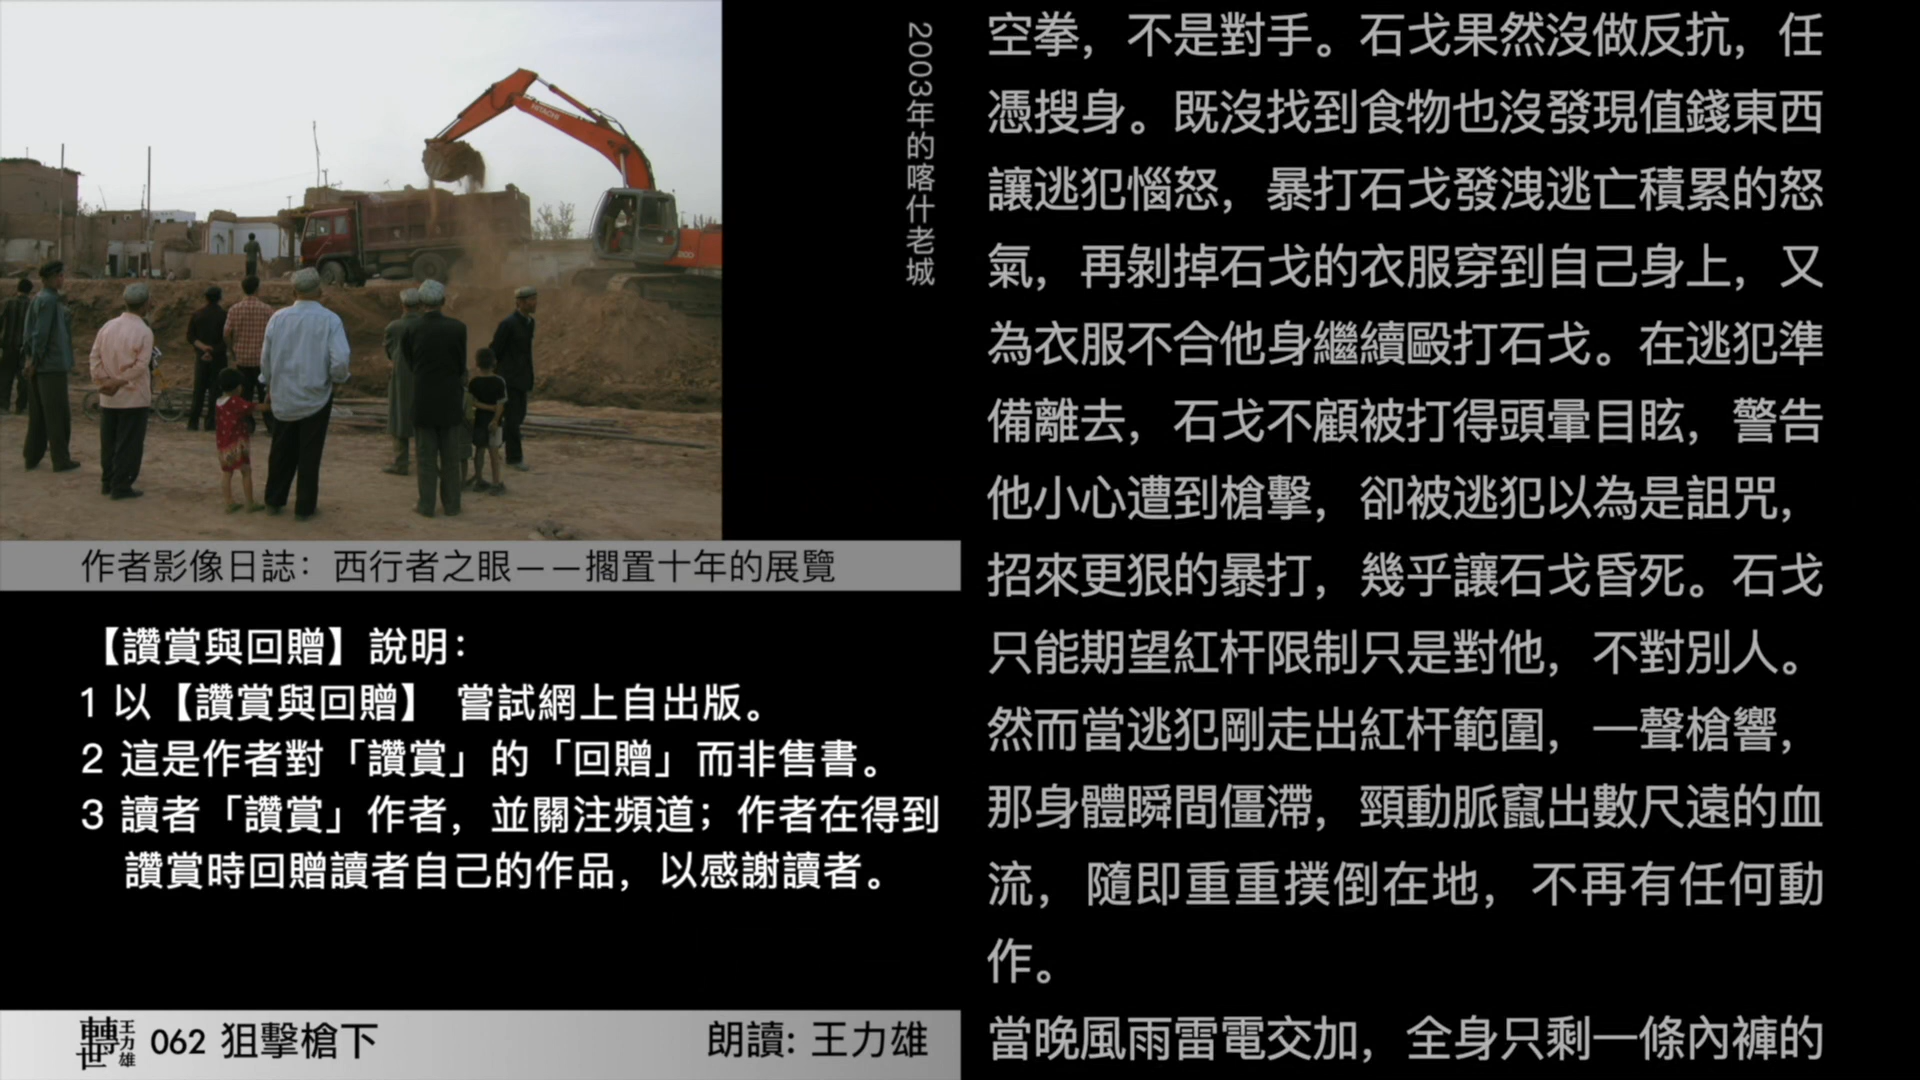 HITACHI
2003年的喀什老城
作者影像日誌：西行者之眼——擱置十年的展覽
【讚賞與回贈】說明：
1 以【讚賞與回贈】 嘗試網上自出版。
2 這是作者對「讚賞」的「回贈」而非售書。
3 讀者「讚賞」作者，並關注頻道；作者在得到
讚賞時回贈讀者自己的作品，以感謝讀者。
轉世
王力雄
062 狙擊槍下
朗讀: 王力雄
空拳，不是對手。石戈果然沒做反抗，任
憑搜身。既沒找到食物也沒發現值錢東西
讓逃犯惱怒，暴打石戈發洩逃亡積累的怒
氣，再剝掉石戈的衣服穿到自己身上，又
為衣服不合他身繼續毆打石戈。在逃犯準
備離去，石戈不顧被打得頭暈目眩，警告
他小心遭到槍擊，卻被逃犯以為是詛咒，
招來更狠的暴打，幾乎讓石戈昏死。石戈
只能期望紅杆限制只是對他，不對別人。
然而當逃犯剛走出紅杆範圍，一聲槍響，
那身體瞬間僵滯，頸動脈竄出數尺遠的血
流，隨即重重撲倒在地，不再有任何動
作。
當晚風雨雷電交加，全身只剩一條內褲的